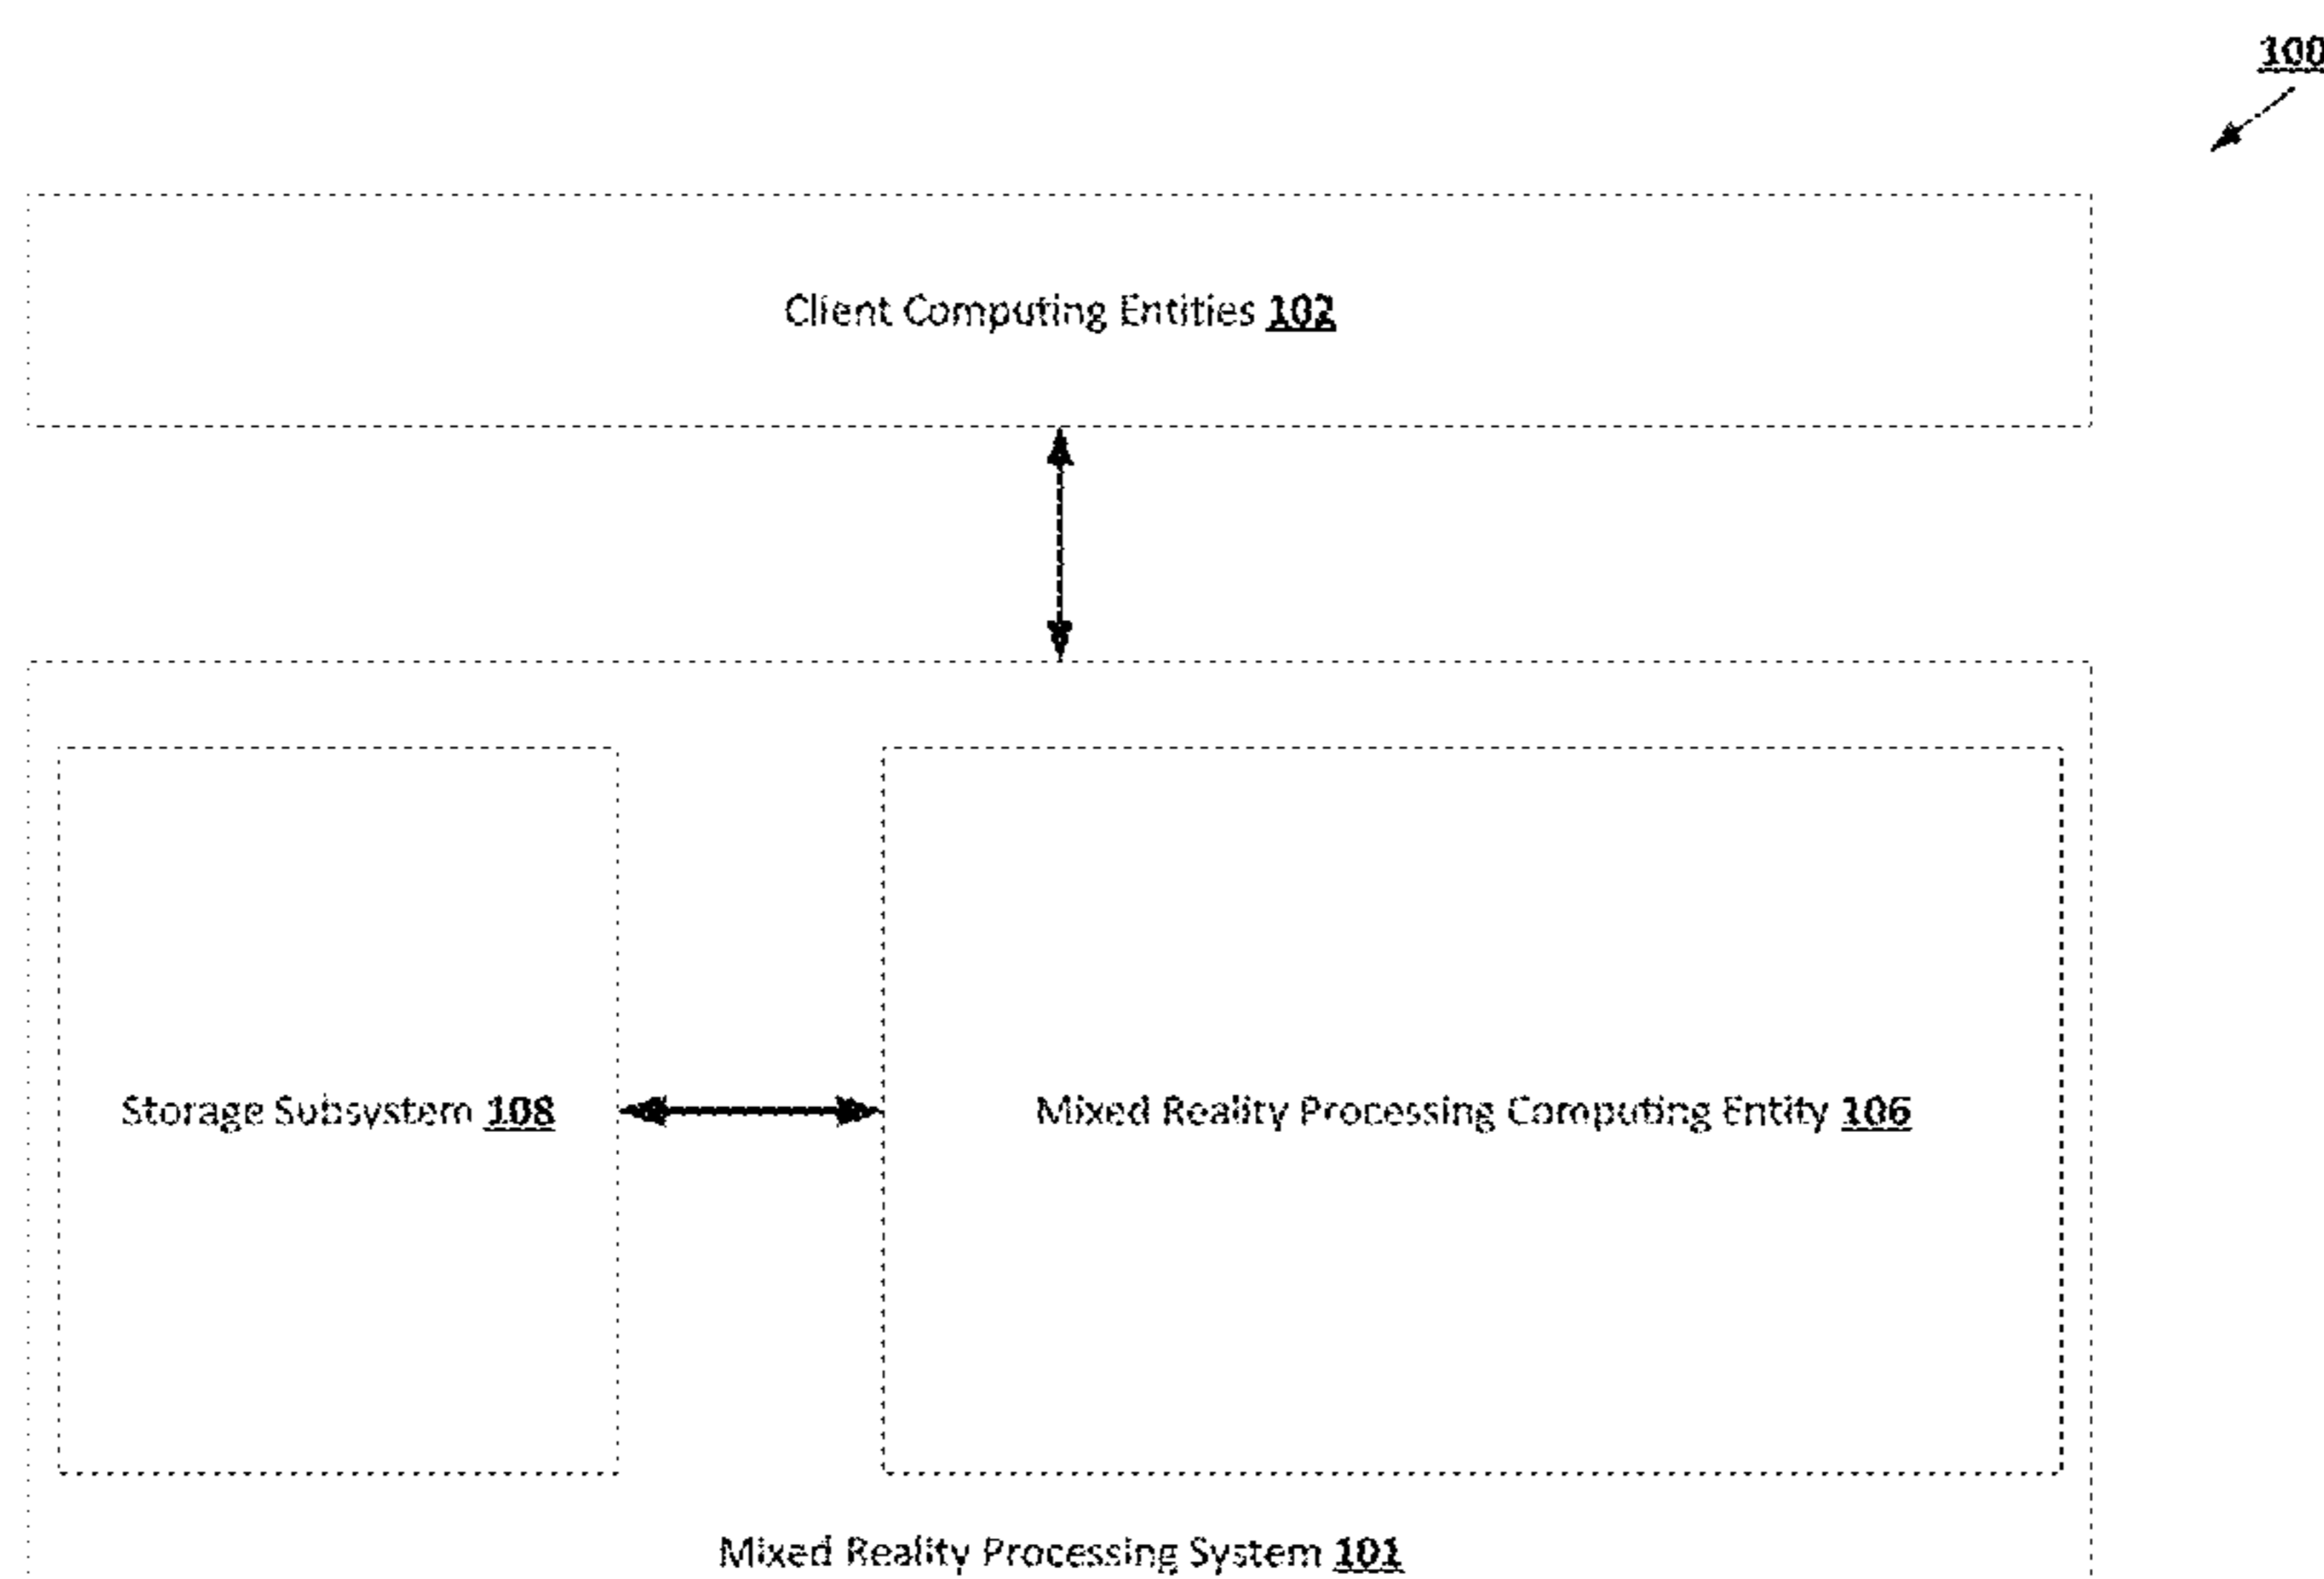 100
Client Computing Entities 102
Storage Subsystem 108
Mixed Reality Processing Computing Entity 106
Mixed Reality Processing System 101